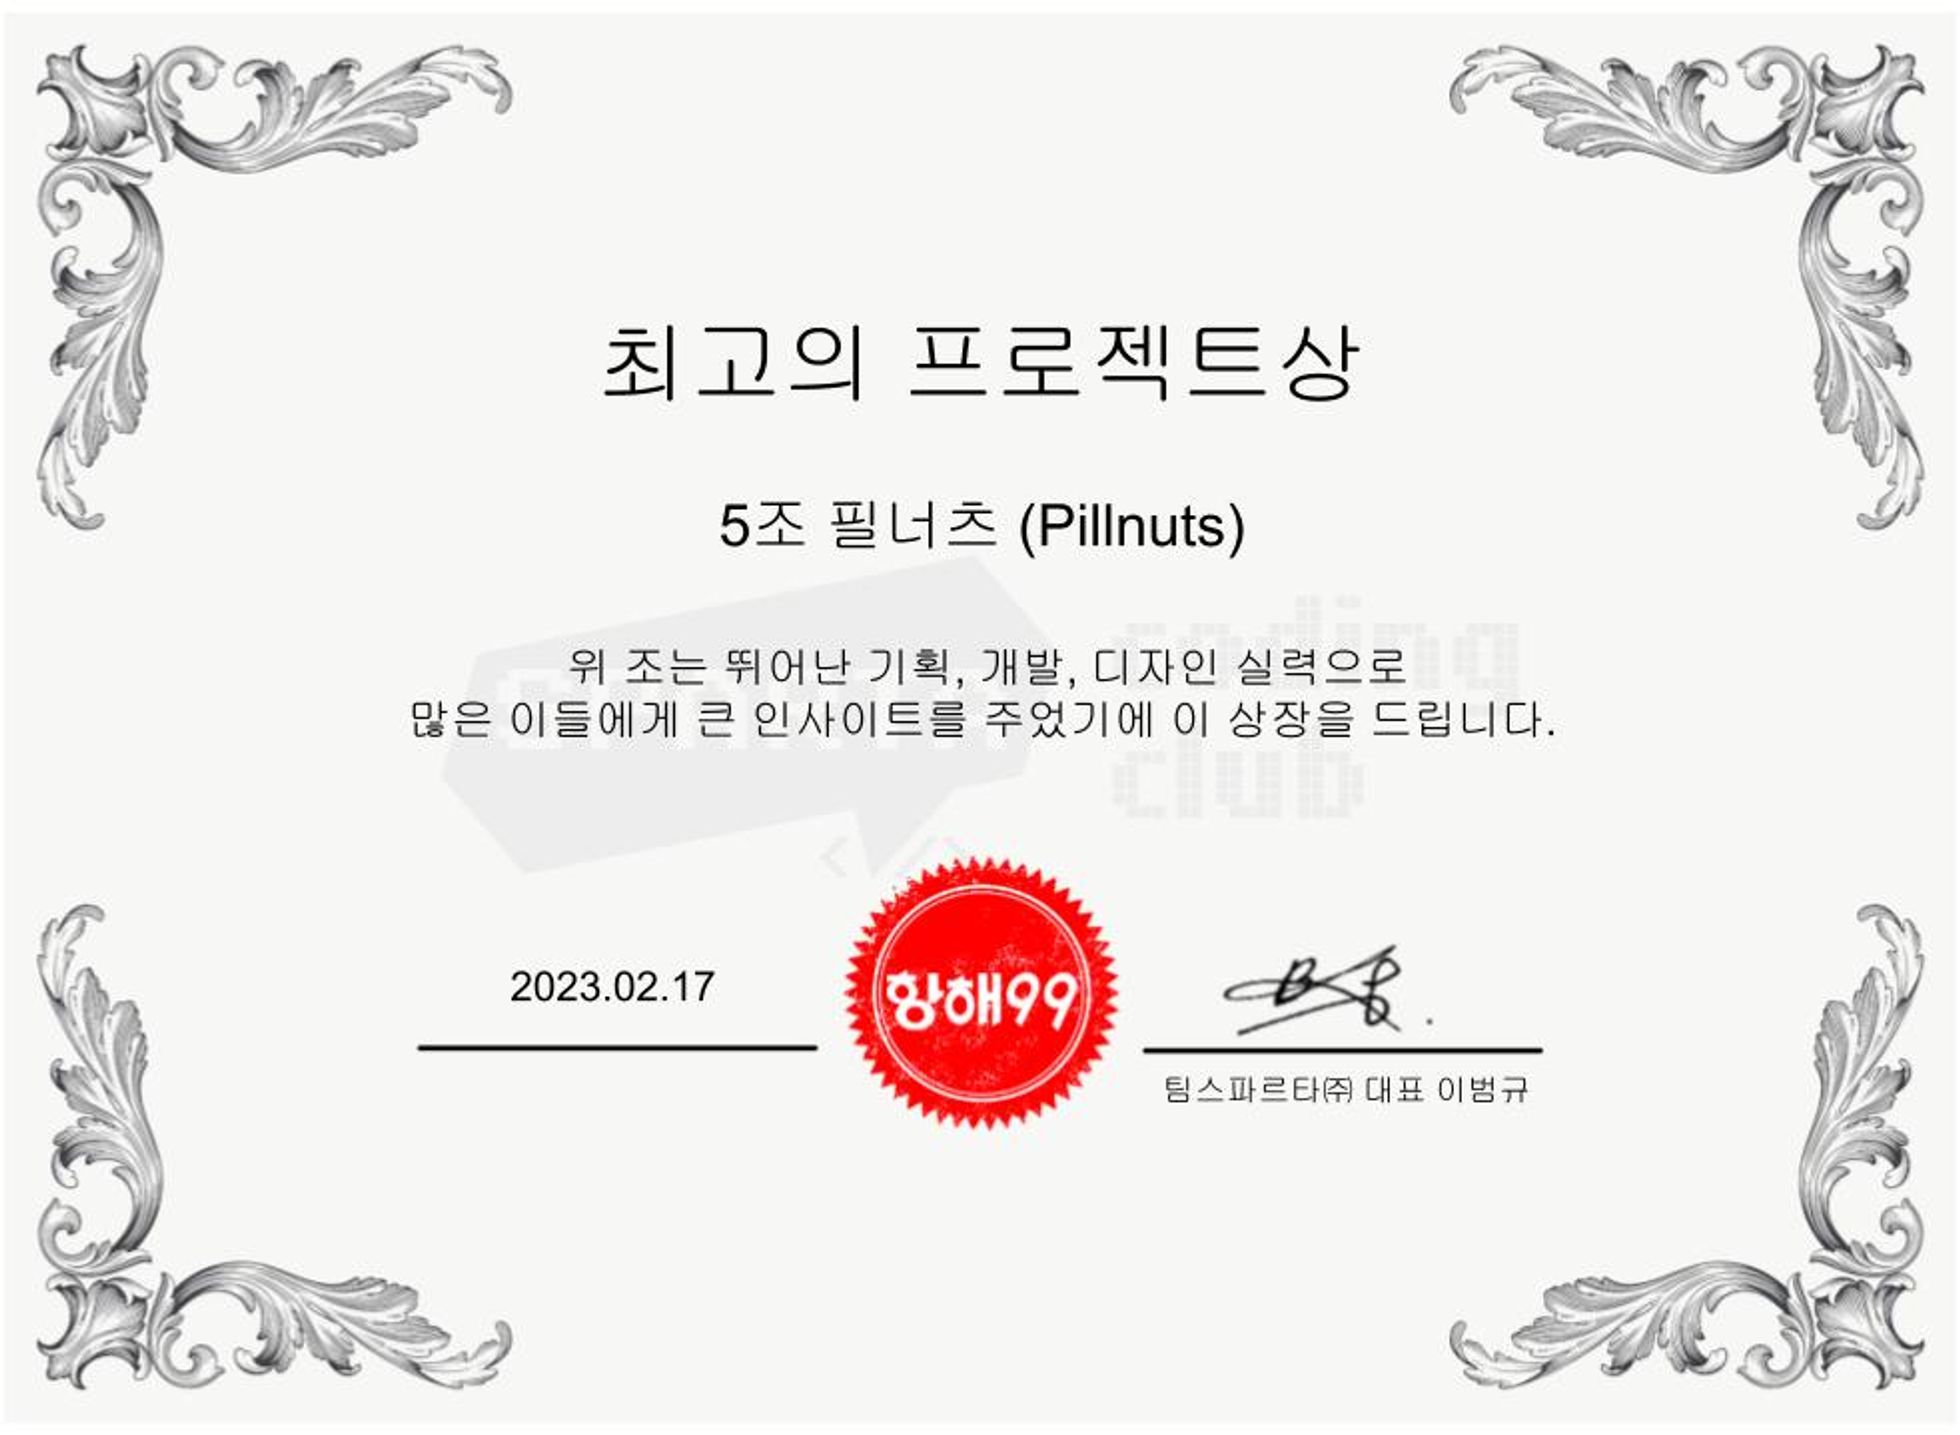 최고의 프로젝트상
5조 필너츠 (Pillnuts)
위 조는 뛰어난 기획, 개발, 디자인 실력으로
많은 이들에게 큰 인사이트를 주었기에 이 상장을 드립니다.
coding
club
2023.02.17
항해99
팀스파르타㈜ 대표 이범규